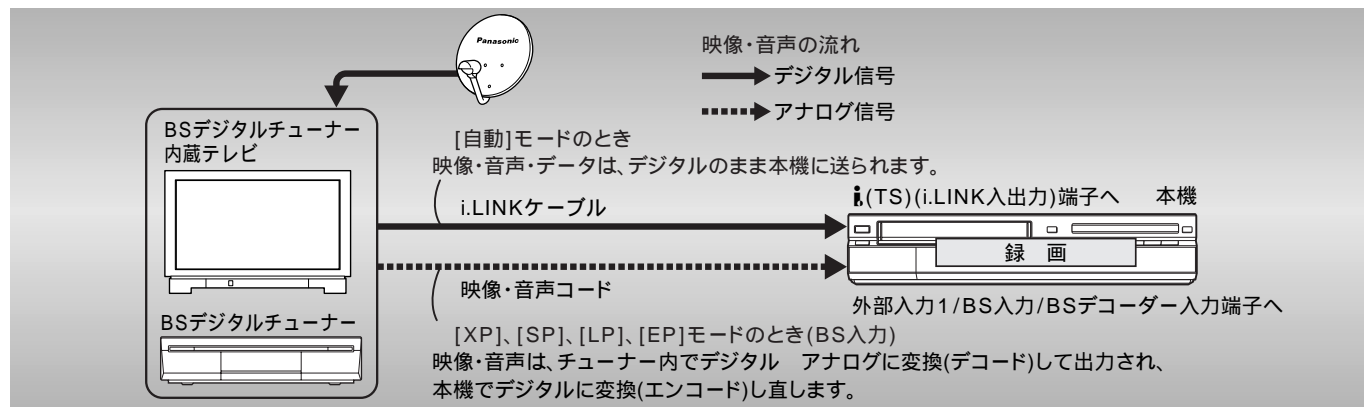 Panasonic
映像・音声の流れ
デジタル信号
アナログ信号
BSデジタルチューナー
内蔵テレビ
[自動]モードのとき
映像・音声・データは、デジタルのまま本機に送られます。
i.LINKケーブル
i(TS)(i.LINK入出力)端子へ 本機
録 画
映像・音声コード
外部入力1/BS入力/BSデコーダー入力端子へ
BSデジタルチューナー
[XP]、[SP]、[LP]、[EP]モードのとき(BS入力)
映像・音声は、チューナー内でデジタル アナログに変換(デコード)して出力され、
本機でデジタルに変換(エンコード)し直します。